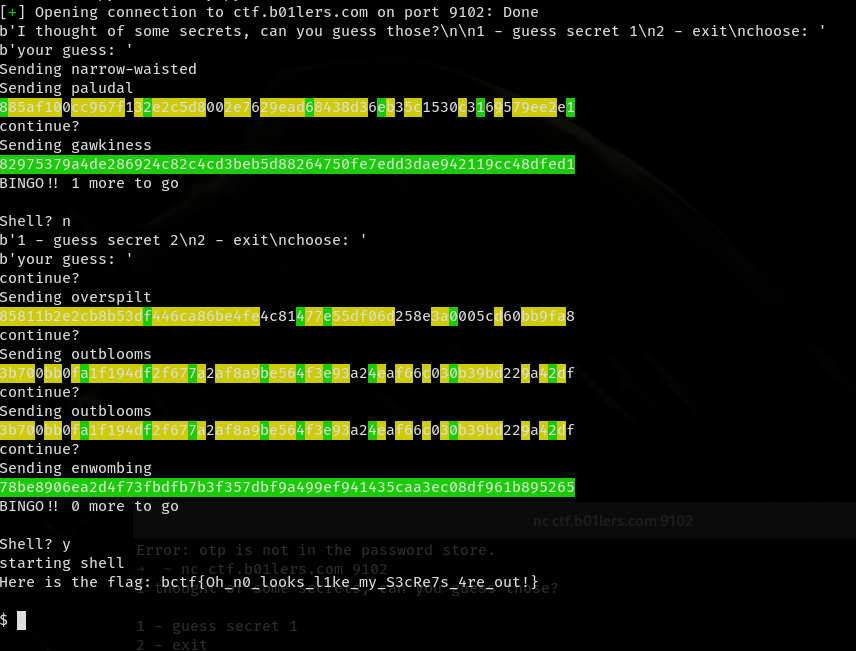 [+] Opening connection to ctf.b01lers.com on port 9102: Done
b'I thought of some secrets, can you guess those?\n\n1 - guess secret 1\n2 - exit\nchoose: '
b'your guess: '
Sending narrow-waisted
Sending paludal
885af100cc967f132e2c5d8002e7629ead68438d36eb35c1530c3169579ee2e1
continue?
Sending gawkiness
82975379a4de286924c82c4cd3beb5d88264750fe7edd3dae942119cc48dfed1
BINGO!! 1 more to go
Shell? n
b'1 - guess secret 2\n2 - exit\nchoose: '
b'your guess: '
continue?
Sending overspilt
85811b2e2cb8b53df446ca86be4fe4c81477e55df06d258e3a0005cd60bb9fa8
continue?
Sending outblooms
3b700bb0fa1f194df2f677a2af8a9be564f3e93a24eaf66c030b39bd229a42df
continue?
Sending outblooms
3b700bb0fa1f194df2f677a2af8a9be564f3e93a24eaf66c030b39bd229a42df
continue?
Sending enwombing
78be8906ea2d4f73fbdfb7b3f357dbf9a499ef941435caa3ec08df961b895265
BINGO!! 0 more to go
nc ctf.b01lers.com 9102
Shell? y
Error: otp is not in the password store.
starting shell
→ ~ nc ctf.b01lers.com 9102
Here is the flag: bctf{Oh_n0_looks_l1ke_my_S3cRe7s_4re_out!}
I thought of some secrets, can you guess those?
$
1 - guess secret 1
2 - exit